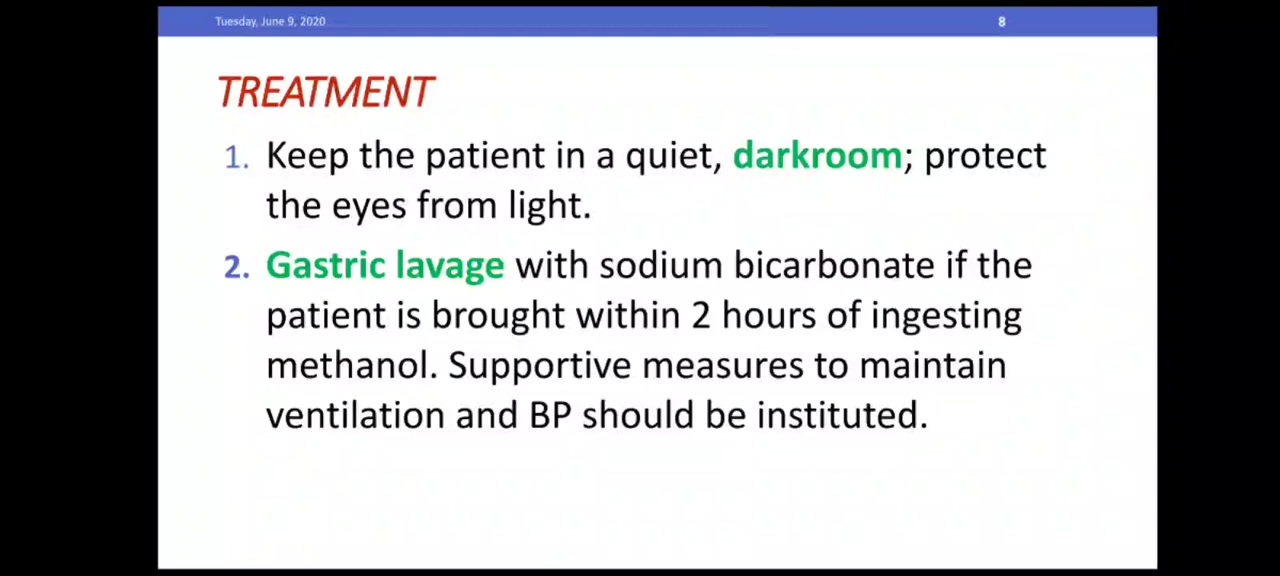 Tuesday, June 9, 2020
8
TREATMENT
1. Keep the patient in a quiet, darkroom; protect
the eyes from light.
2. Gastric lavage with sodium bicarbonate if the
patient is brought within 2 hours of ingesting
methanol. Supportive measures to maintain
ventilation and BP should be instituted.